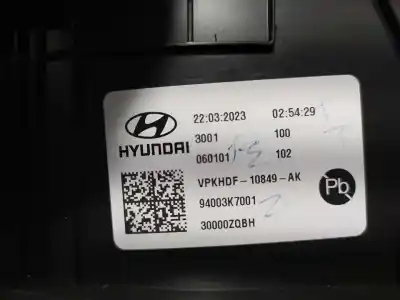 22:03:2023 02:54:29
3001 100
060101 102
HYUNDAI
VPKHDF-10849-AK
94003K7001
30000ZQBH
Pb